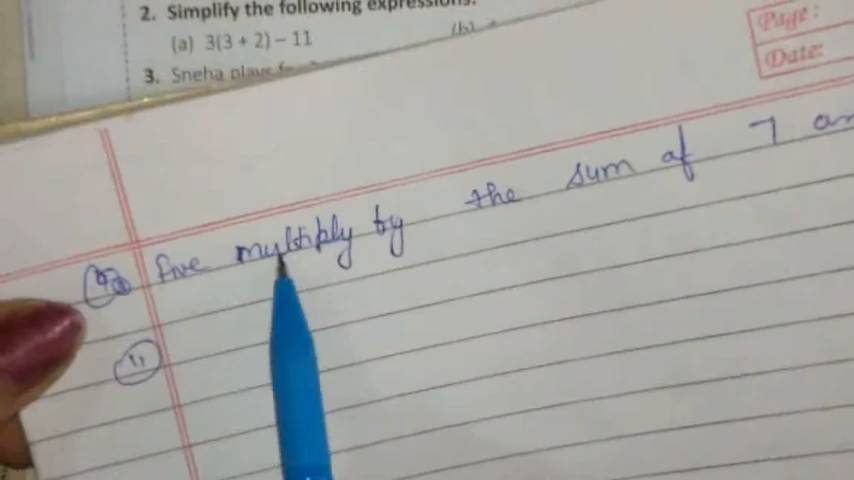 2. Simplify the following expressions.
(a) 3(3 + 2) – 11
(b)
3. Sneha plays
Page :
Date:
five multiply by the sum of 7 an
11